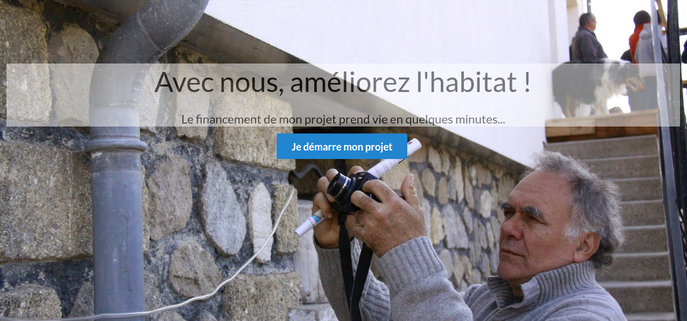 Avec nous, améliorez l'habitat !
Le financement de mon projet prend vie en quelques minutes...
Je démarre mon projet